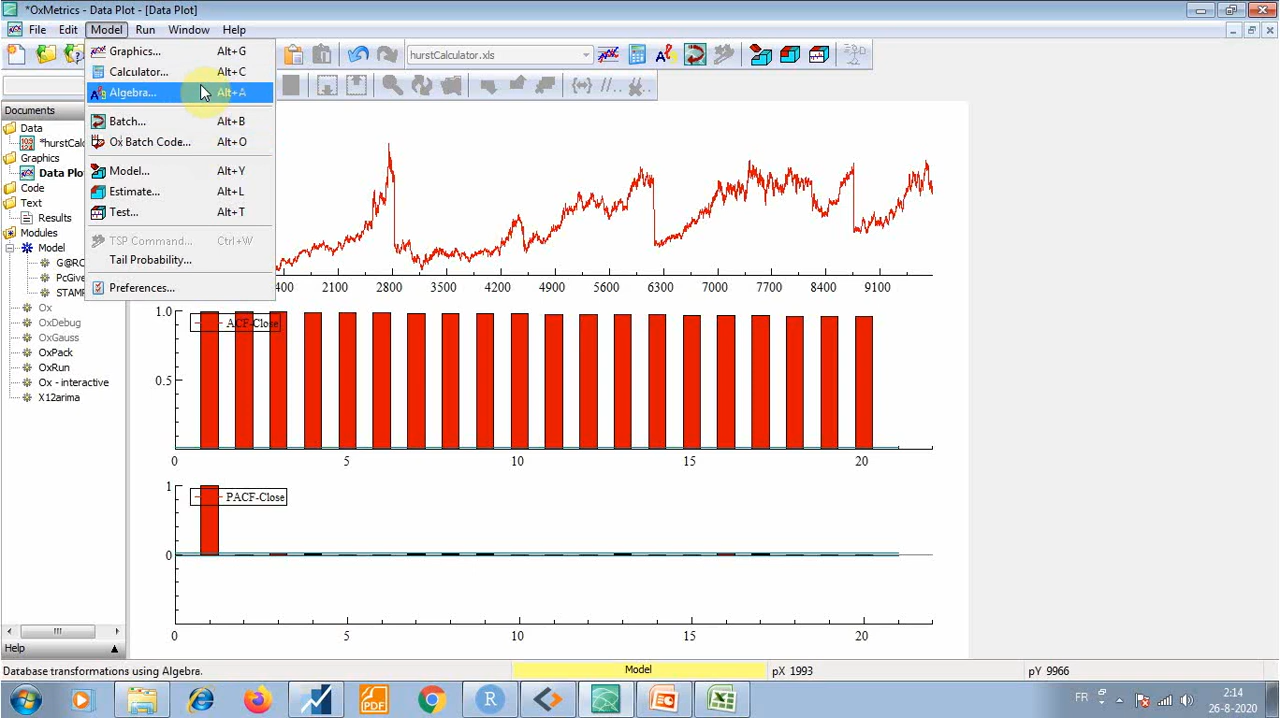 *OxMetrics - Data Plot - [Data Plot]
File Edit Model Run Window Help
hurstCalculator.xls
Graphics... Alt+G
Calculator... Alt+C
Algebra... Alt+A
Batch... Alt+B
Ox Batch Code... Alt+O
Model... Alt+Y
Estimate... Alt+L
Test... Alt+T
TSP Command... Ctrl+W
Tail Probability...
Preferences...
Documents
Data
*hurstCalc
Graphics
Data Plo
Code
Text
Results
Modules
Model
G@RC
PcGive
STAMP
Ox
OxDebug
OxGauss
OxPack
OxRun
Ox - interactive
X12arima
Help
1400 2100 2800 3500 4200 4900 5600 6300 7000 7700 8400 9100
1.0
ACF-Close
0.5
0 5 10 15 20
1
PACF-Close
0
0 5 10 15 20
Database transformations using Algebra. Model pX 1993 pY 9966
PDF R FR 2:14
26-8-2020